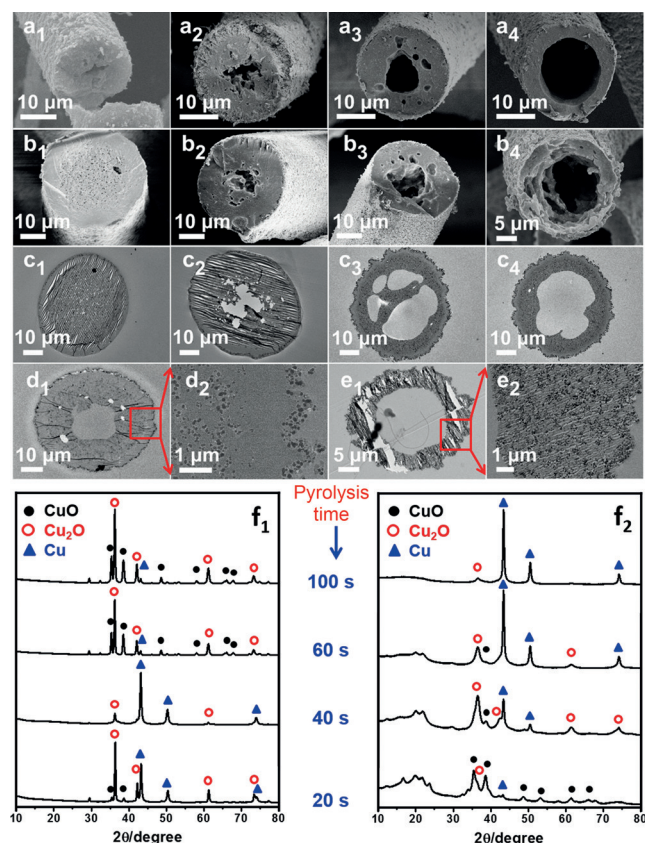 a1 a2 a3 a4
10 µm 10 µm 10 µm 10 µm
b1 b2 b3 b4
10 µm 10 µm 10 µm 5 µm
c1 c2 c3 c4
10 µm 10 µm 10 µm 10 µm
d1 d2 e1 e2
10 µm 1 µm 5 µm 1 µm
f1
CuO
Cu2O
Cu
10 20 30 40 50 60 70 80
2θ/degree
Pyrolysis
time
100 s
60 s
40 s
20 s
f2
CuO
Cu2O
Cu
10 20 30 40 50 60 70 80
2θ/degree